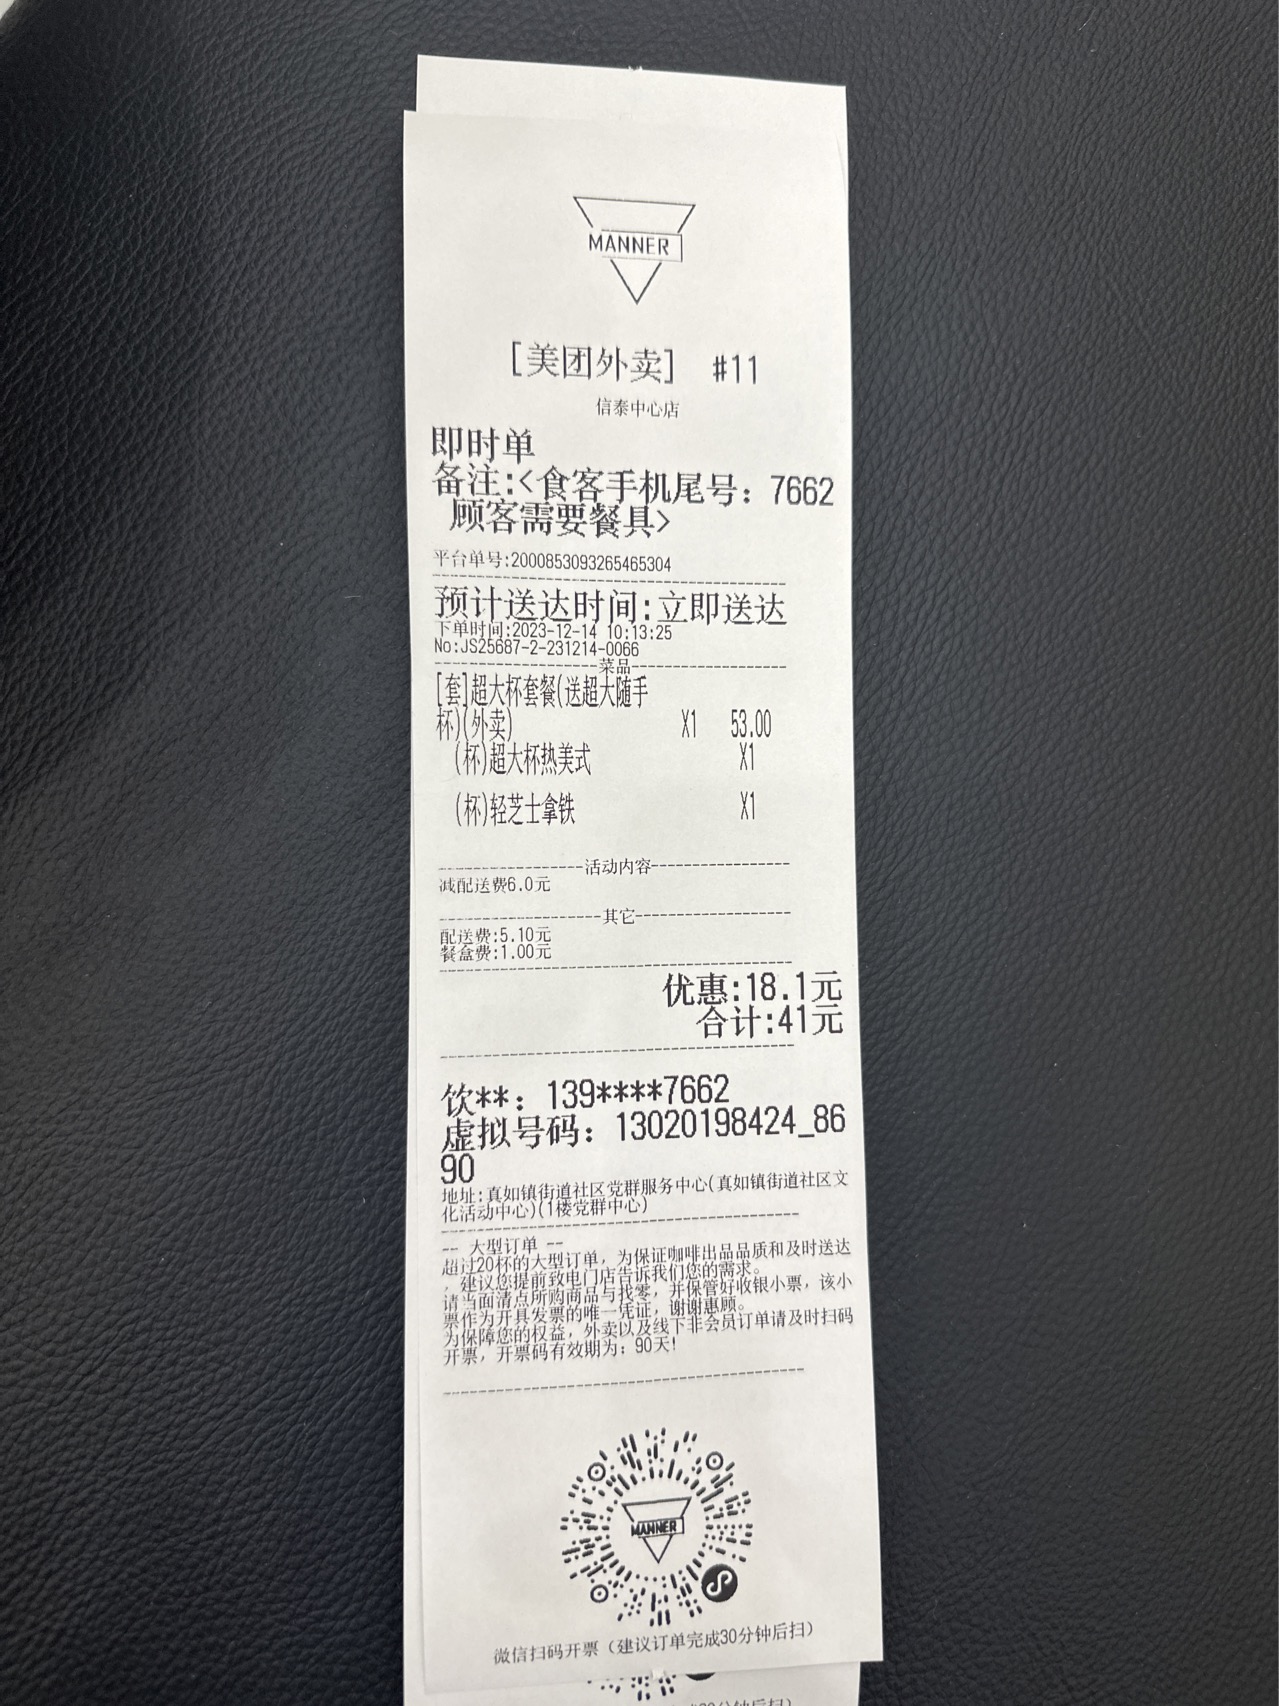 MANNER
[美团外卖] #11
信泰中心店
即时单
备注:<食客手机尾号：7662
顾客需要餐具>
平台单号:2000853093265465304
预计送达时间:立即送达
下单时间:2023-12-14 10:13:25
No:JS25687-2-231214-0066
------------------菜品------------------
[套]超大杯套餐(送超大随手
杯)(外卖) X1 53.00
(杯)超大杯热美式 X1
(杯)轻芝士拿铁 X1
-----------------活动内容-----------------
减配送费6.0元
-------------------其它-------------------
配送费:5.10元
餐盒费:1.00元
优惠:18.1元
合计:41元
饮**：139****7662
虚拟号码：13020198424_86
90
地址:真如镇街道社区党群服务中心(真如镇街道社区文
化活动中心)(1楼党群中心)
-- 大型订单 --
超过20杯的大型订单，为保证咖啡出品品质和及时送达
，建议您提前致电门店告诉我们您的需求。
请当面清点所购商品与找零，并保管好收银小票，该小
票作为开具发票的唯一凭证，谢谢惠顾。
为保障您的权益，外卖以及线下非会员订单请及时扫码
开票，开票码有效期为：90天!
MANNER
微信扫码开票（建议订单完成30分钟后扫）